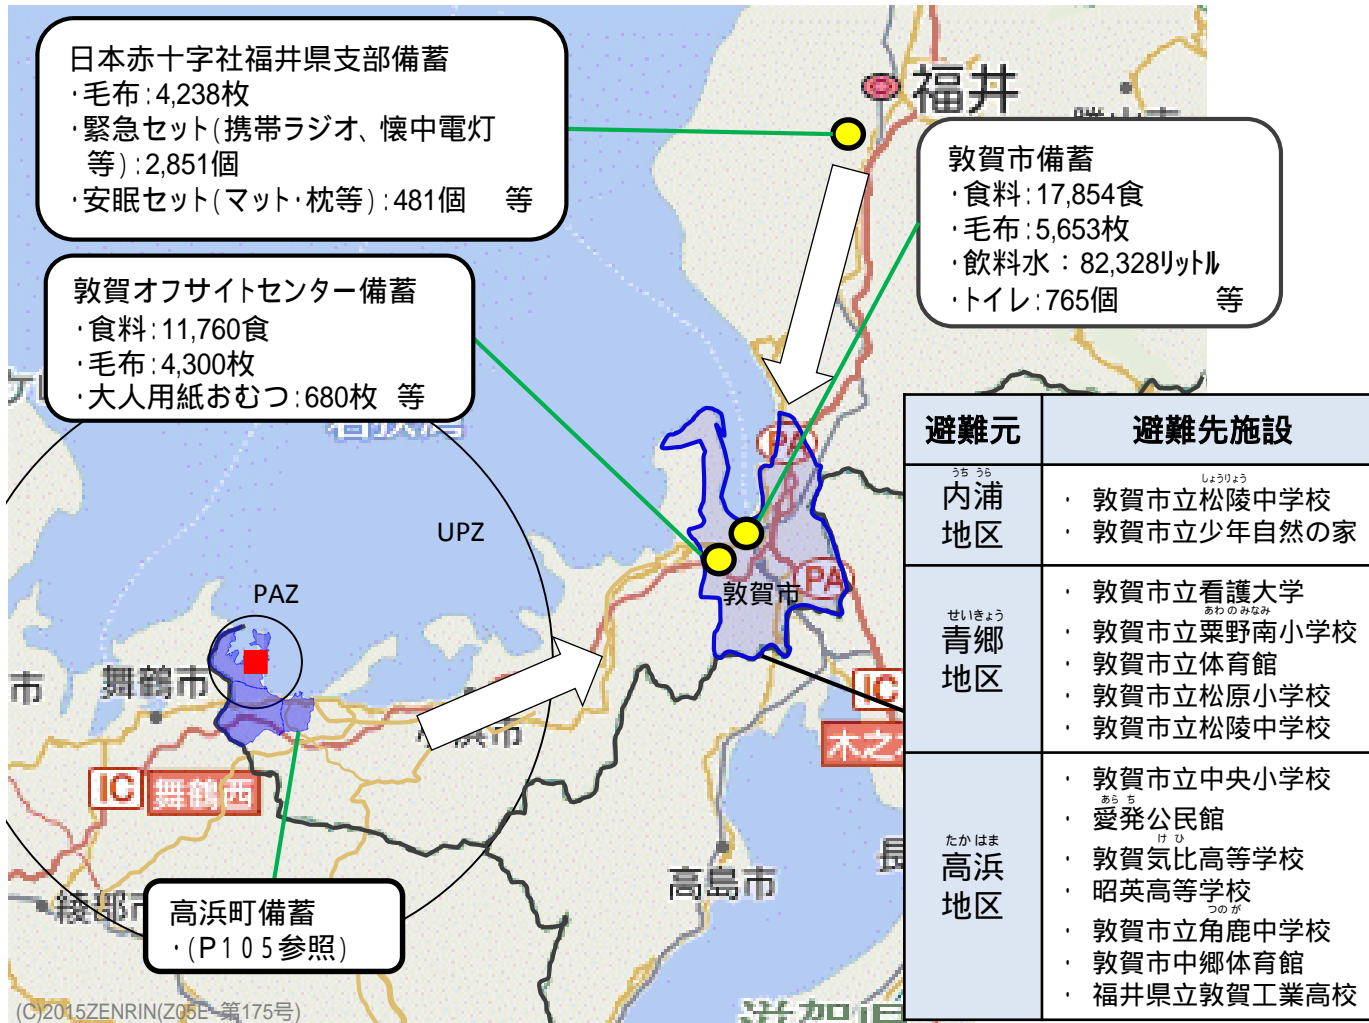 日本赤十字社福井県支部備蓄
・毛布:4,238枚
・緊急セット(携帯ラジオ、懐中電灯
等):2,851個
・安眠セット(マット・枕等):481個 等
敦賀オフサイトセンター備蓄
・食料:11,760食
・毛布:4,300枚
・大人用紙おむつ:680枚 等
福井
敦賀市備蓄
・食料:17,854食
・毛布:5,653枚
・飲料水:82,328リットル
・トイレ:765個 等
PA
UPZ
PAZ
敦賀市
PA
市
舞鶴市
IC
舞鶴西
IC
木之
高島市
長
綾部市
高浜町備蓄
・(P105参照)
滋賀県
(C)2015ZENRIN(Z05E-第175号)
避難元 避難先施設
うちうら
内浦
地区
しょうりょう
・ 敦賀市立松陵中学校
・ 敦賀市立少年自然の家
せいきょう
青郷
地区
・ 敦賀市立看護大学
あわのみなみ
・ 敦賀市立粟野南小学校
・ 敦賀市立体育館
・ 敦賀市立松原小学校
・ 敦賀市立松陵中学校
たかはま
高浜
地区
・ 敦賀市立中央小学校
あらち
・ 愛発公民館
けひ
・ 敦賀気比高等学校
・ 昭英高等学校
つのが
・ 敦賀市立角鹿中学校
・ 敦賀市中郷体育館
・ 福井県立敦賀工業高校